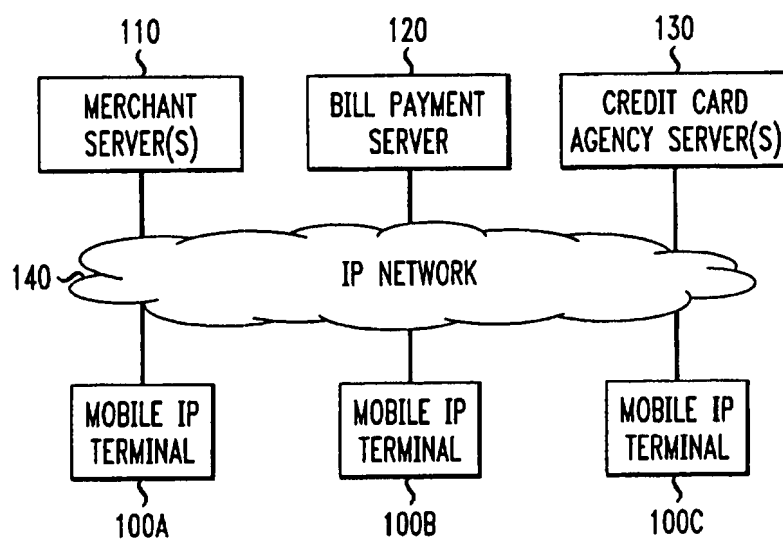 110
120
130
MERCHANT
SERVER(S)
BILL PAYMENT
SERVER
CREDIT CARD
AGENCY SERVER(S)
140
IP NETWORK
MOBILE IP
TERMINAL
MOBILE IP
TERMINAL
MOBILE IP
TERMINAL
100A
100B
100C